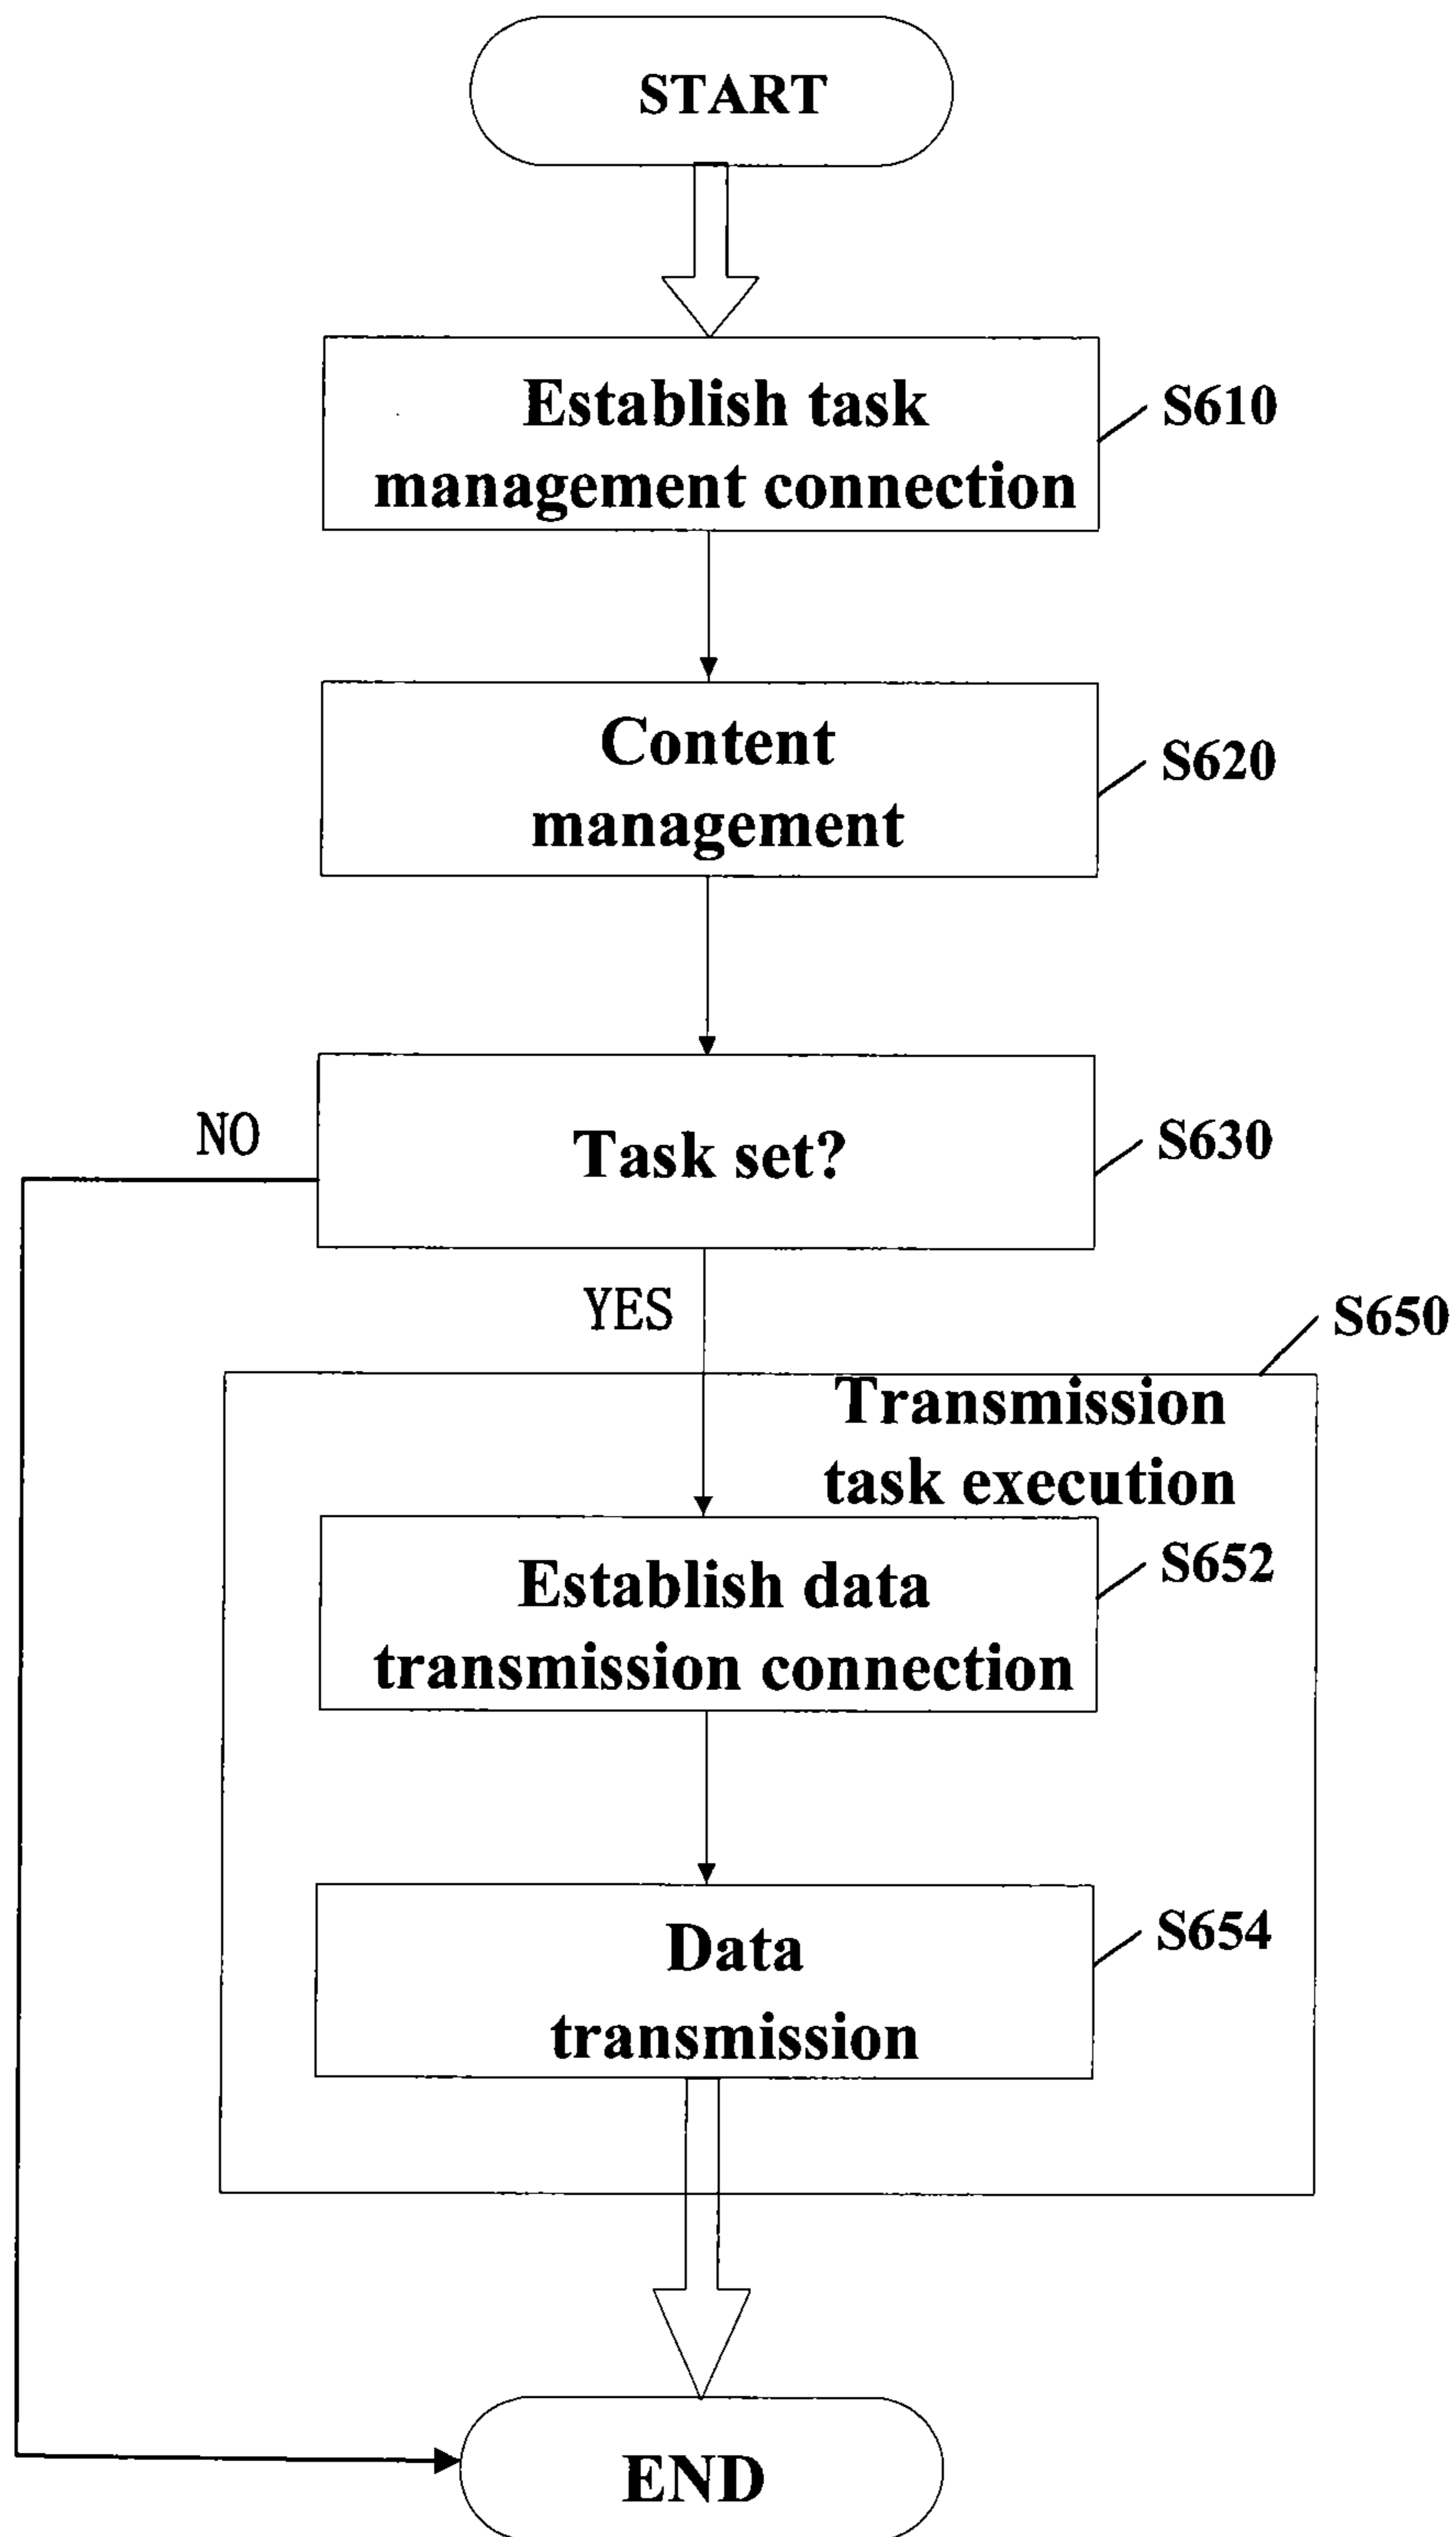 START
Establish task
management connection
S610
Content
management
S620
NO
Task set?
S630
YES
S650
Transmission
task execution
Establish data
transmission connection
S652
Data
transmission
S654
END